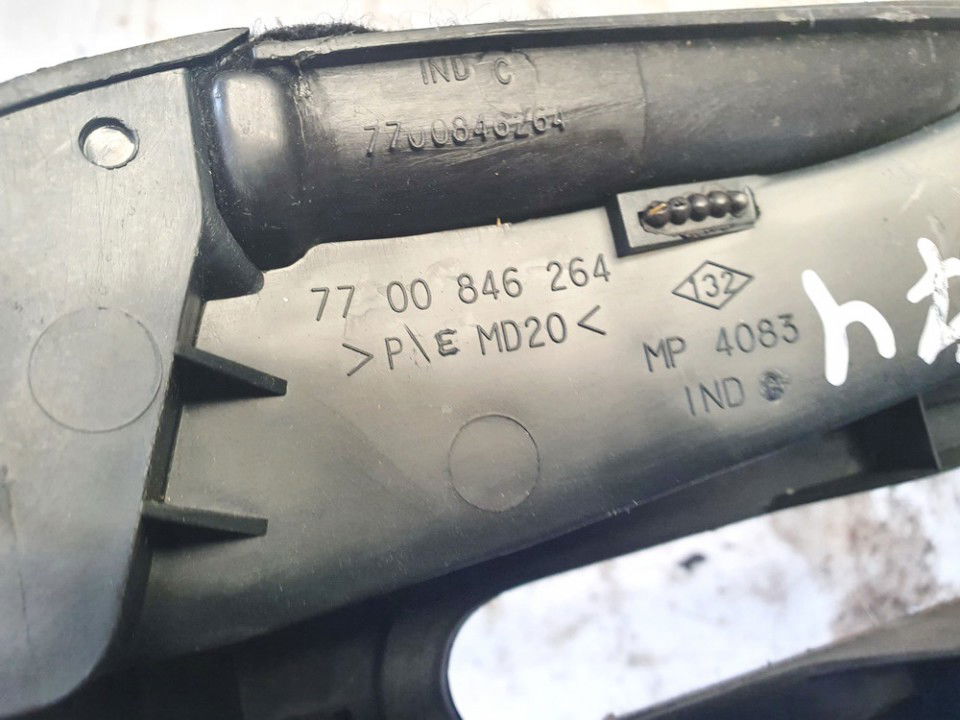 IND C
7700846264
77 00 846 264
>P\E MD20<
132
MP 4083
IND